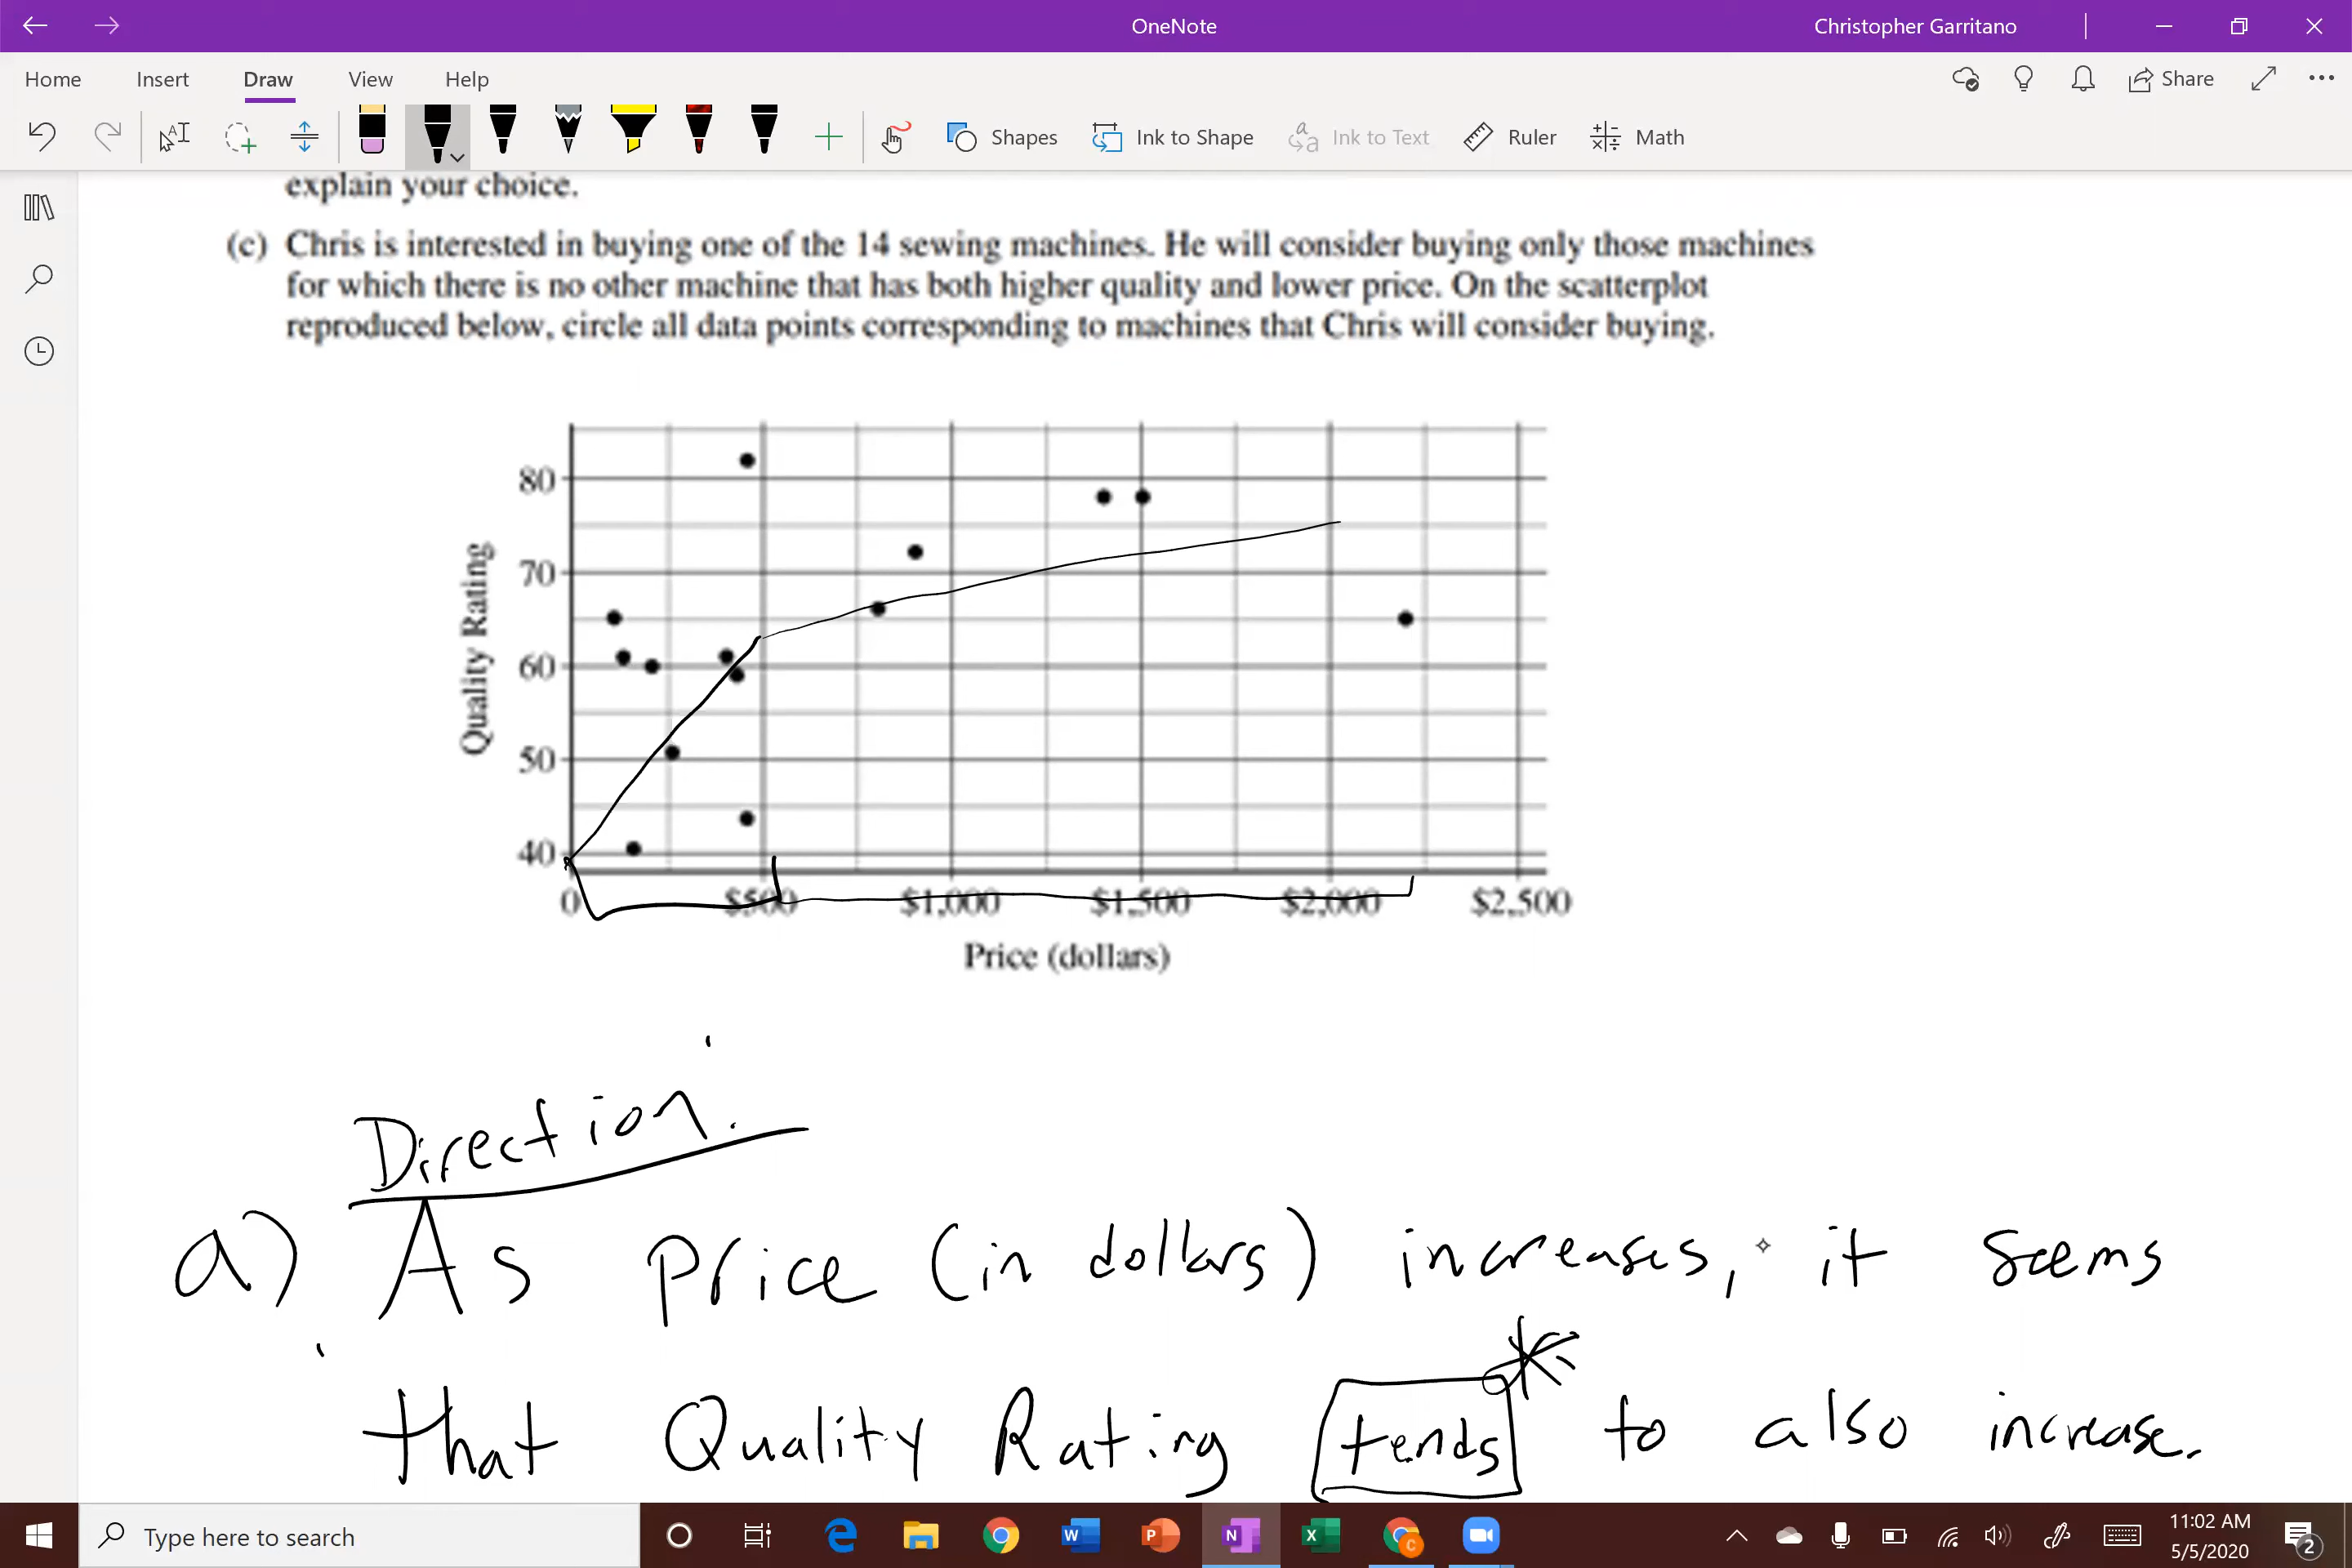 OneNote
Christopher Garritano
Home Insert Draw View Help
Share
Shapes Ink to Shape Ink to Text Ruler Math
explain your choice.
(c) Chris is interested in buying one of the 14 sewing machines. He will consider buying only those machines
for which there is no other machine that has both higher quality and lower price. On the scatterplot
reproduced below, circle all data points corresponding to machines that Chris will consider buying.
80
70
60
50
40
Quality Rating
0 $500 $1,000 $1,500 $2,000 $2,500
Price (dollars)
Direction.
a) As price (in dollars) increases, it seems
that Quality Rating tends* to also increase.
Type here to search
11:02 AM
5/5/2020
2